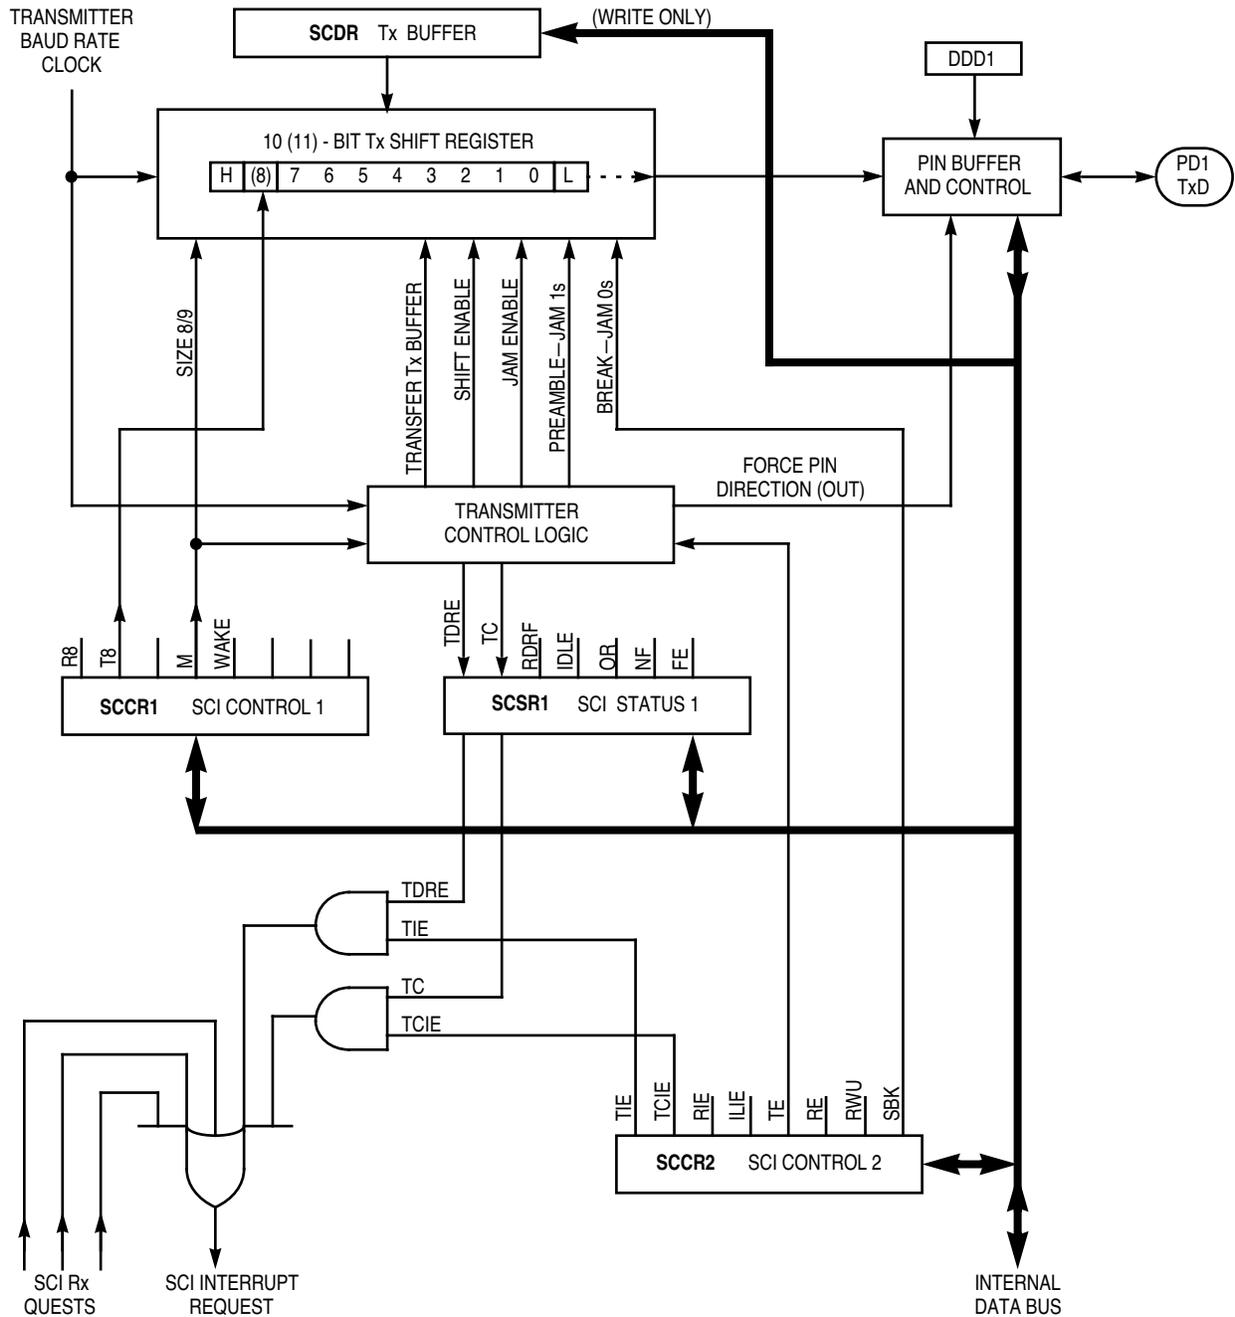 TRANSMITTER
BAUD RATE
CLOCK
SCDR Tx BUFFER
(WRITE ONLY)
DDD1
10 (11) - BIT Tx SHIFT REGISTER
H (8) 7 6 5 4 3 2 1 0 L
PIN BUFFER
AND CONTROL
PD1
TxD
SIZE 8/9
TRANSFER Tx BUFFER
SHIFT ENABLE
JAM ENABLE
PREAMBLE—JAM 1s
BREAK—JAM 0s
FORCE PIN
DIRECTION (OUT)
TRANSMITTER
CONTROL LOGIC
TDRE
TC
R8
T8
M
WAKE
RDRF
IDLE
OR
NF
FE
SCCR1 SCI CONTROL 1
SCSR1 SCI STATUS 1
TDRE
TIE
TC
TCIE
TIE
TCIE
RIE
ILIE
TE
RE
RWU
SBK
SCCR2 SCI CONTROL 2
SCI Rx
QUESTS
SCI INTERRUPT
REQUEST
INTERNAL
DATA BUS